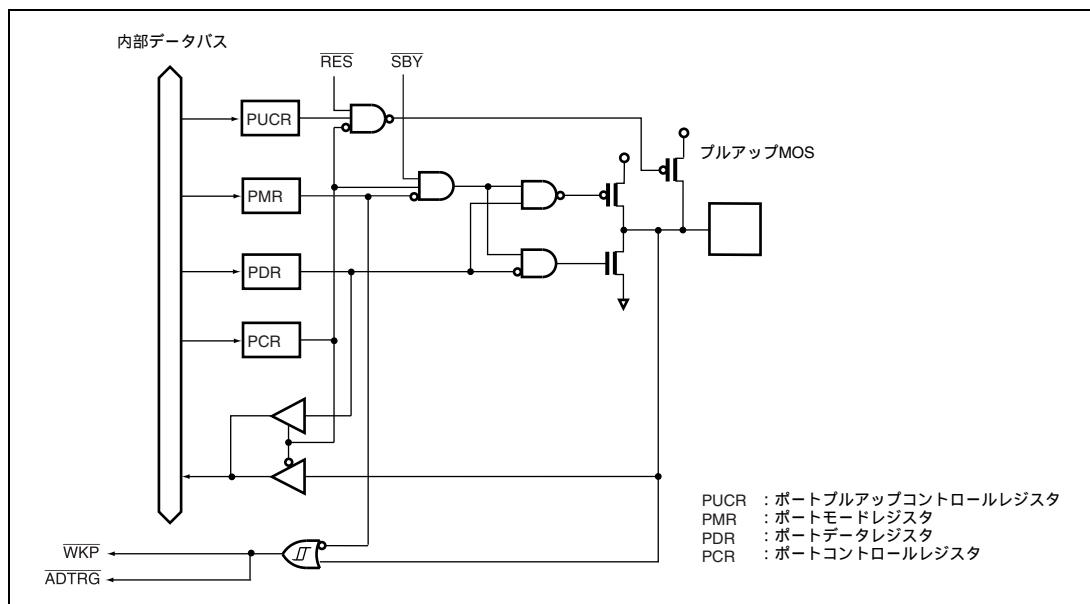 内部データバス
RES
SBY
PUCR
プルアップMOS
PMR
PDR
PCR
PUCR : ポートプルアップコントロールレジスタ
PMR : ポートモードレジスタ
PDR : ポートデータレジスタ
PCR : ポートコントロールレジスタ
WKP
ADTRG